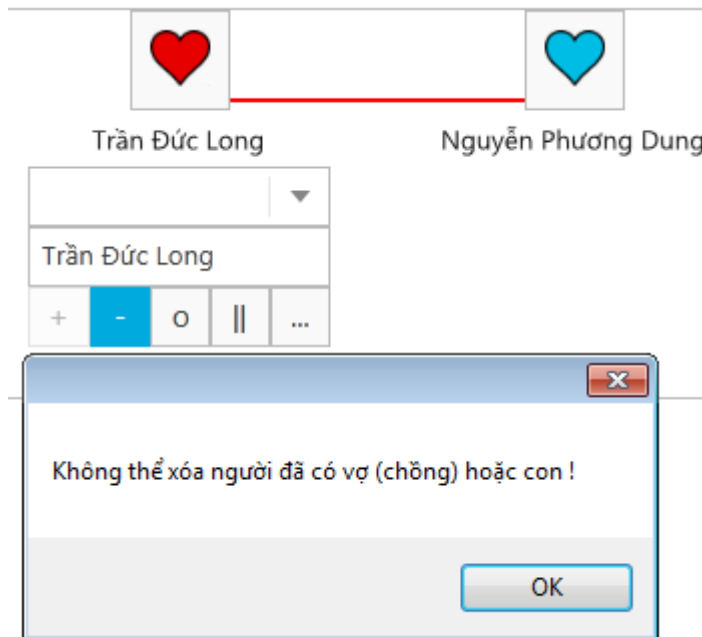 Trần Đức Long
Nguyễn Phương Dung
Trần Đức Long
+ - o || ...
Không thể xóa người đã có vợ (chồng) hoặc con !
OK